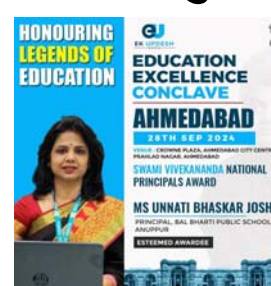 HONOURING
LEGENDS OF
EDUCATION
EU
EK UPDESH
EDUCATION
EXCELLENCE
CONCLAVE
AHMEDABAD
28TH SEP 2024
VENUE : CROWNE PLAZA, AHMEDABAD CITY CENTR
PRAHLAD NAGAR, AHMEDABAD
SWAMI VIVEKANANDA NATIONAL
PRINCIPALS AWARD
MS UNNATI BHASKAR JOSH
PRINCIPAL, BAL BHARTI PUBLIC SCHOOL
ANUPPUR
ESTEEMED AWARDEE